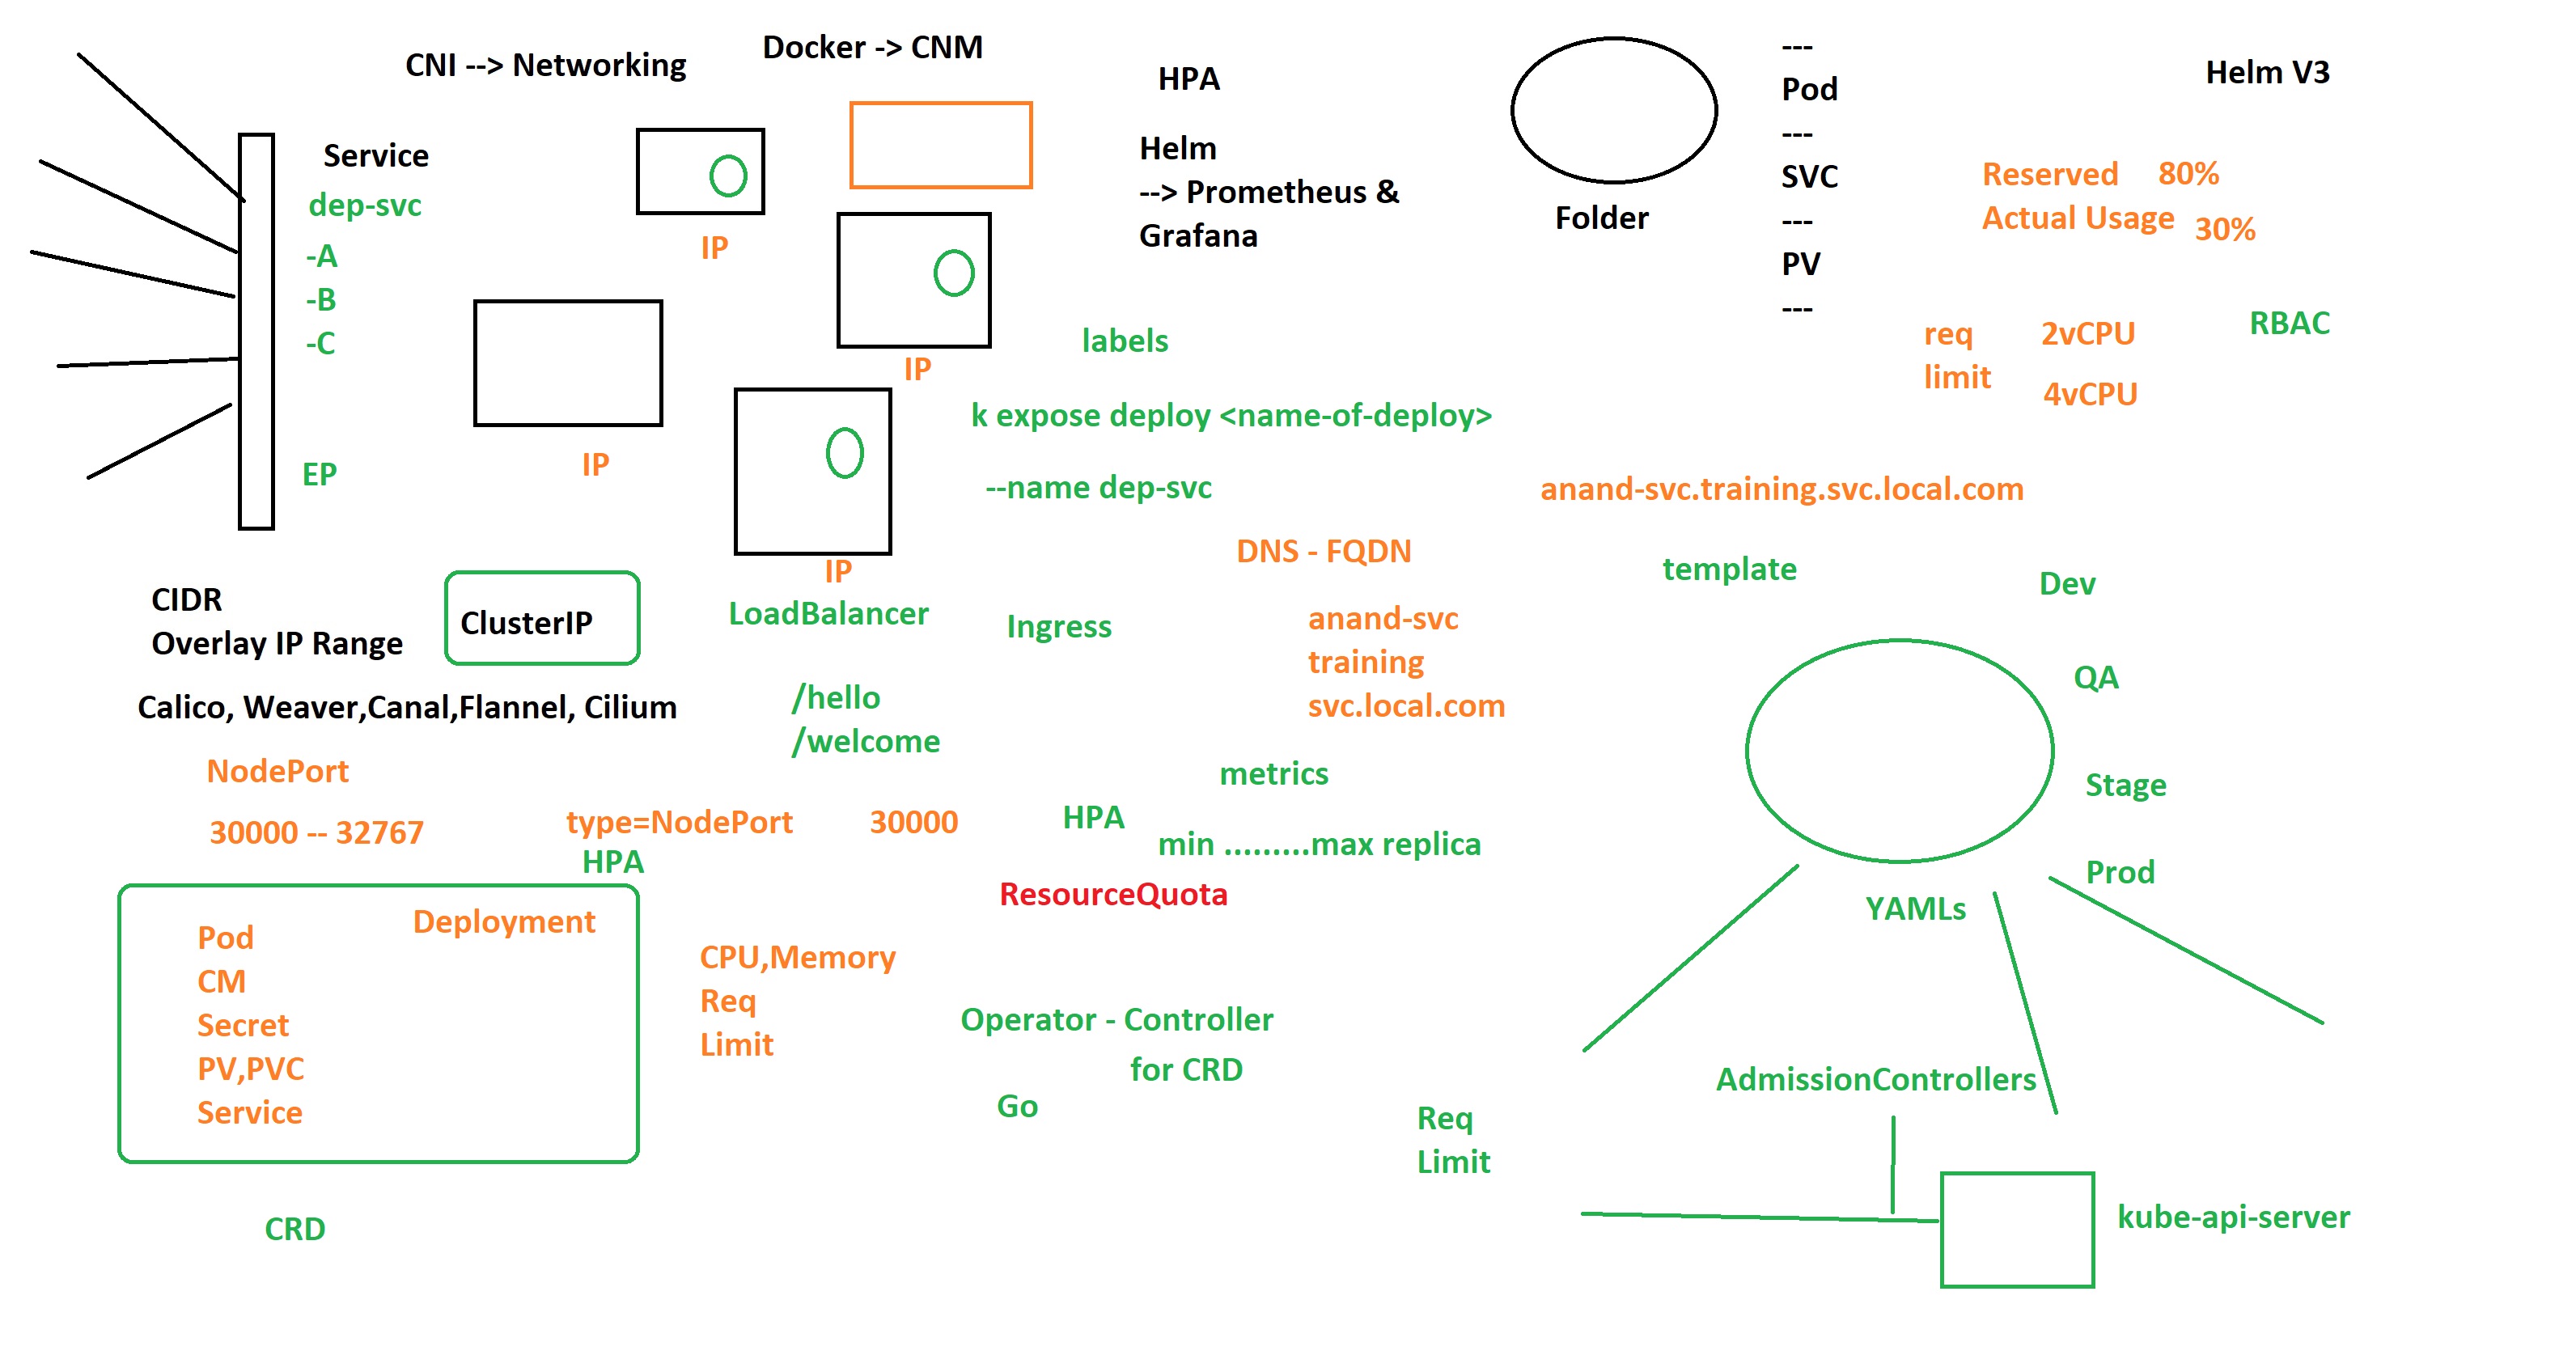 CNI --> Networking
Docker -> CNM
HPA
Helm
--> Prometheus &
Grafana
Folder
---
Pod
---
SVC
---
PV
---
Helm V3
Reserved 80%
Actual Usage 30%
req 2vCPU
limit 4vCPU
RBAC
Service
dep-svc
-A
-B
-C
EP
IP
IP
IP
IP
labels
k expose deploy <name-of-deploy>
--name dep-svc
anand-svc.training.svc.local.com
DNS - FQDN
anand-svc
training
svc.local.com
CIDR
Overlay IP Range
ClusterIP
LoadBalancer
Ingress
/hello
/welcome
Calico, Weaver,Canal,Flannel, Cilium
NodePort
30000 -- 32767
type=NodePort 30000
HPA
HPA
metrics
min .........max replica
ResourceQuota
Pod
CM
Secret
PV,PVC
Service
Deployment
CRD
CPU,Memory
Req
Limit
Operator - Controller
for CRD
Go
template
Dev
QA
Stage
Prod
YAMLs
AdmissionControllers
Req
Limit
kube-api-server